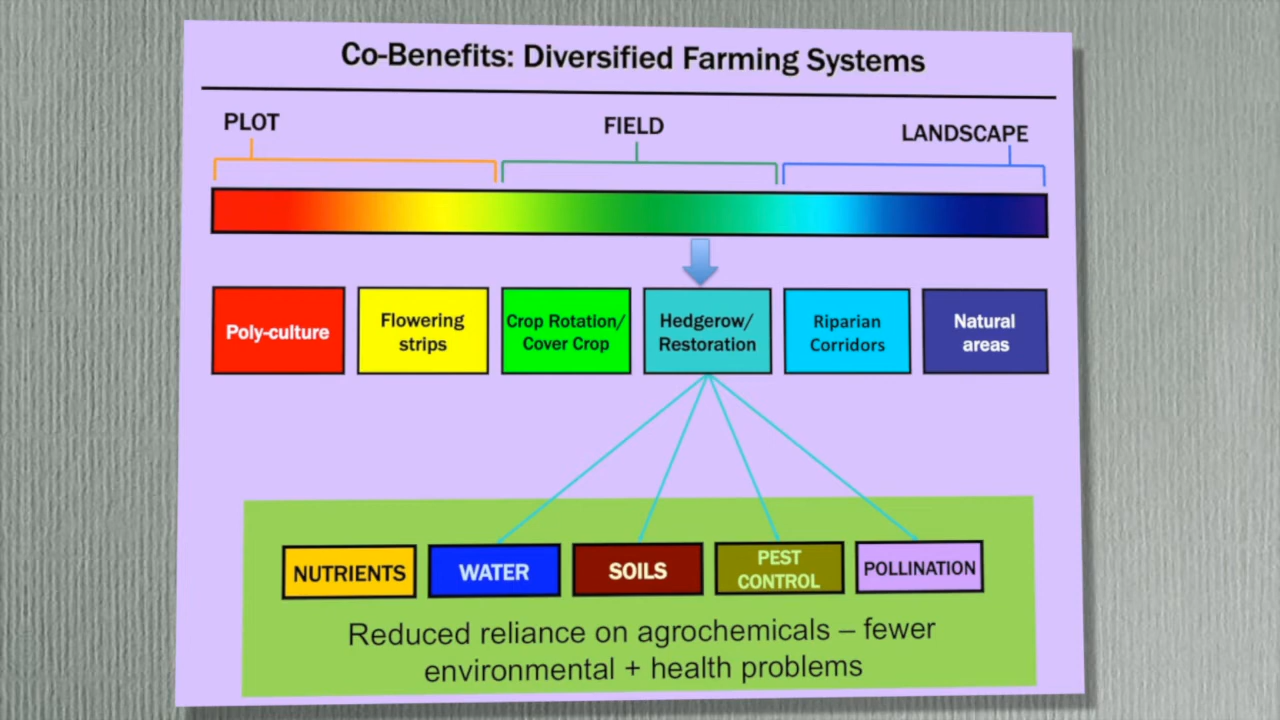 Co-Benefits: Diversified Farming Systems
PLOT
FIELD
LANDSCAPE
Poly-culture
Flowering
strips
Crop Rotation/
Cover Crop
Hedgerow/
Restoration
Riparian
Corridors
Natural
areas
NUTRIENTS
WATER
SOILS
PEST
CONTROL
POLLINATION
Reduced reliance on agrochemicals – fewer
environmental + health problems